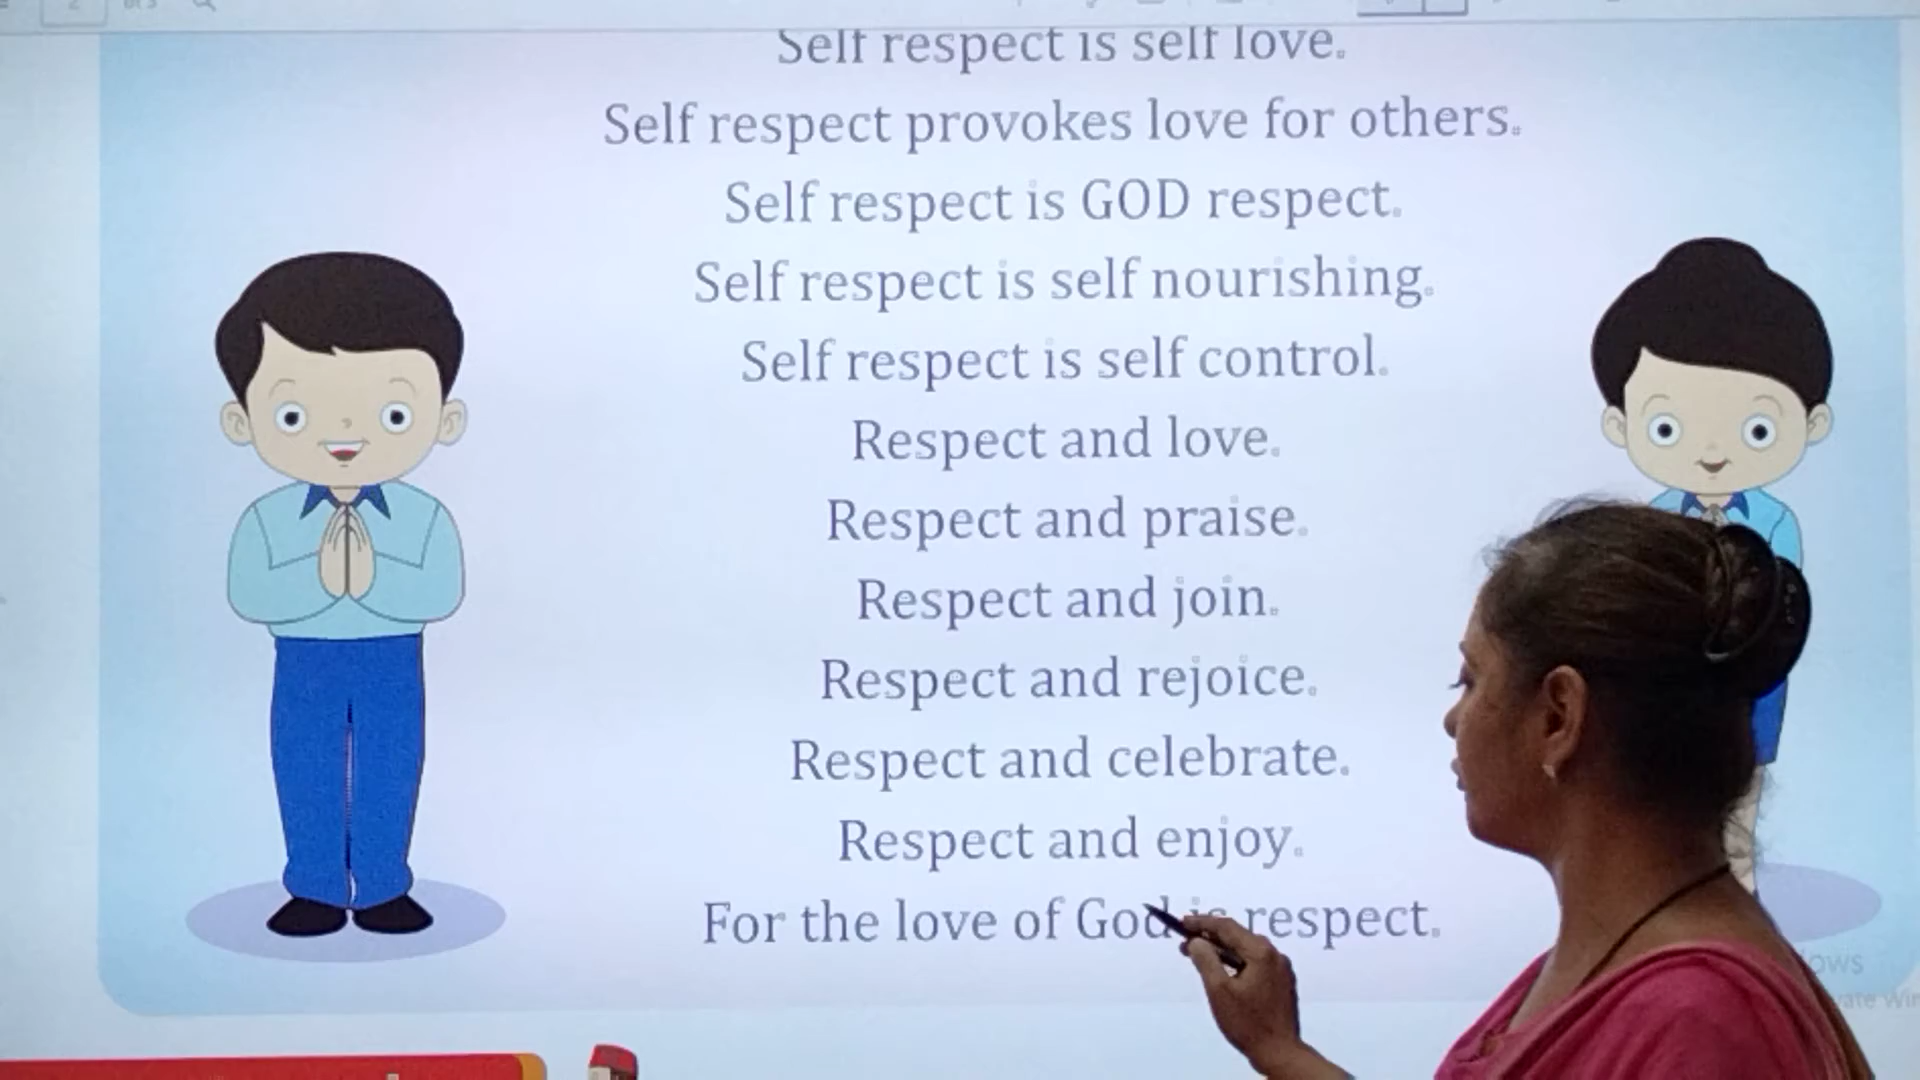 Self respect is self love.
Self respect provokes love for others.
Self respect is GOD respect.
Self respect is self nourishing.
Self respect is self control.
Respect and love.
Respect and praise.
Respect and join.
Respect and rejoice.
Respect and celebrate.
Respect and enjoy.
For the love of God is respect.